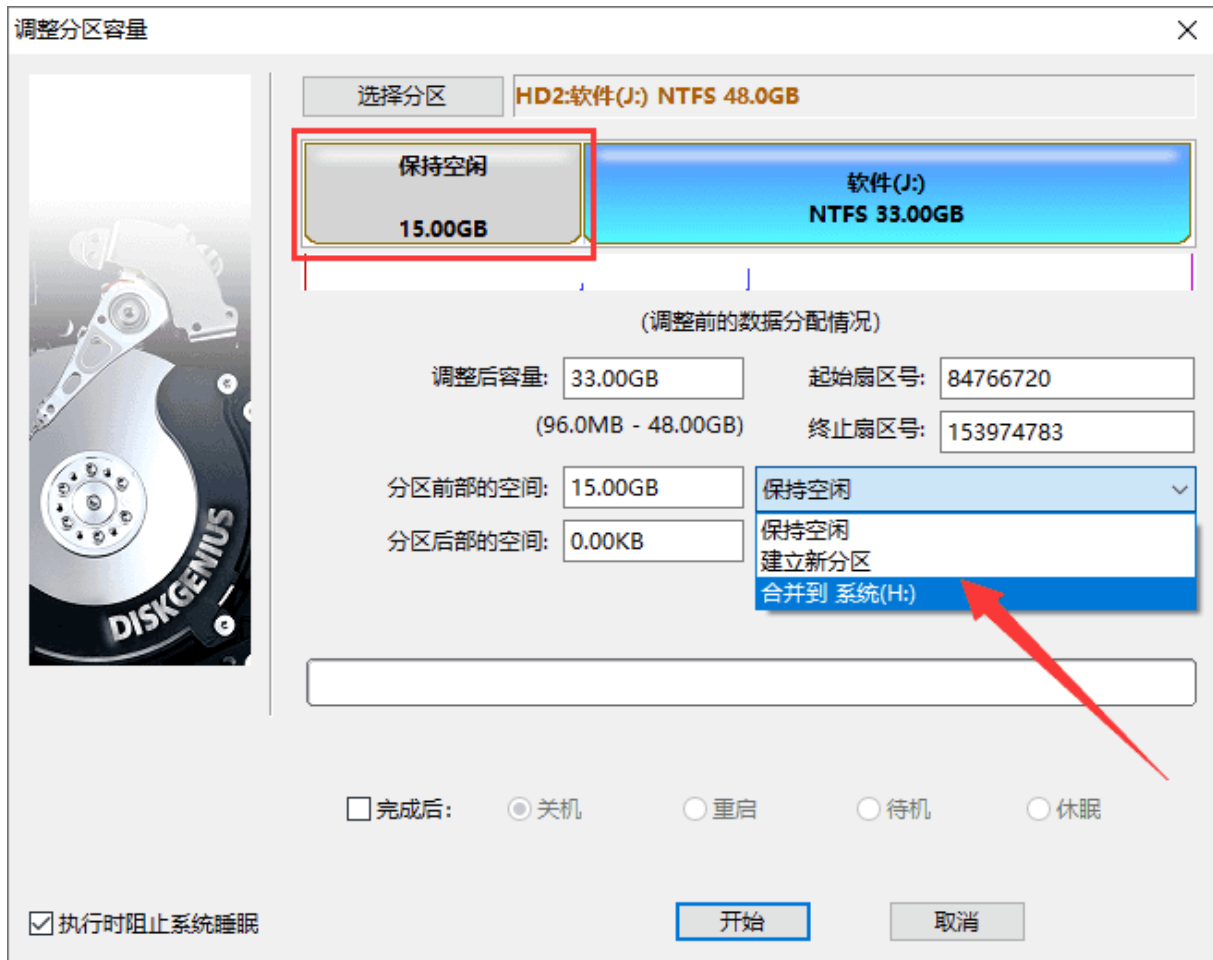 调整分区容量
选择分区 HD2:软件(J:) NTFS 48.0GB
保持空闲
15.00GB
软件(J:)
NTFS 33.00GB
(调整前的数据分配情况)
调整后容量: 33.00GB 起始扇区号: 84766720
(96.0MB - 48.00GB) 终止扇区号: 153974783
分区前部的空间: 15.00GB 保持空闲
分区后部的空间: 0.00KB
保持空闲
建立新分区
合并到 系统(H:)
DISKGENIUS
完成后: 关机 重启 待机 休眠
执行时阻止系统睡眠 开始 取消